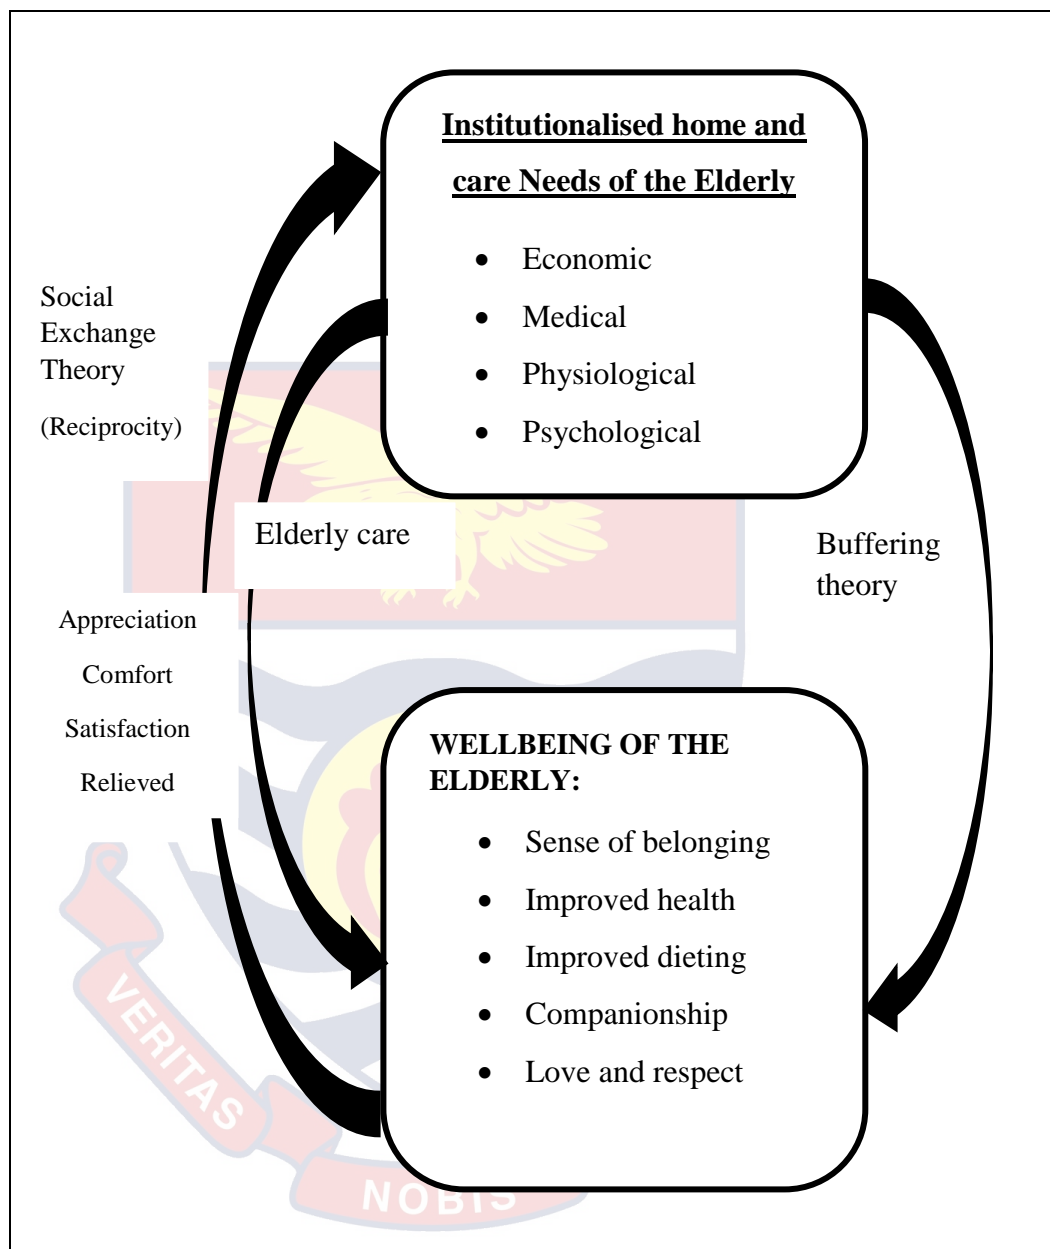 Institutionalised home and
care Needs of the Elderly
• Economic
• Medical
• Physiological
• Psychological
Social
Exchange
Theory
(Reciprocity)
Elderly care
Buffering
theory
Appreciation
Comfort
Satisfaction
Relieved
WELLBEING OF THE
ELDERLY:
• Sense of belonging
• Improved health
• Improved dieting
• Companionship
• Love and respect
VERITAS
NOBIS